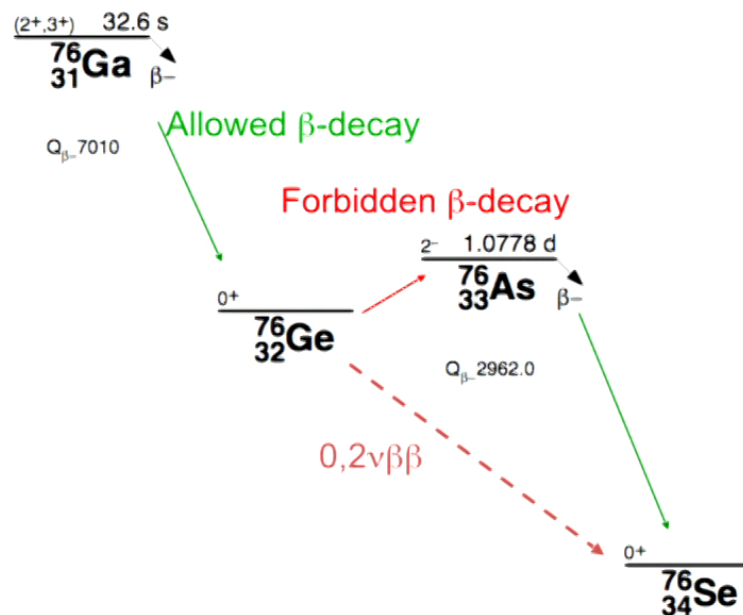 (2+,3+) 32.6 s
76
31Ga β−
Allowed β-decay
Qβ− 7010
Forbidden β-decay
2− 1.0778 d
76
33As β−
0+
76
32Ge
Qβ− 2962.0
0,2νββ
0+
76
34Se